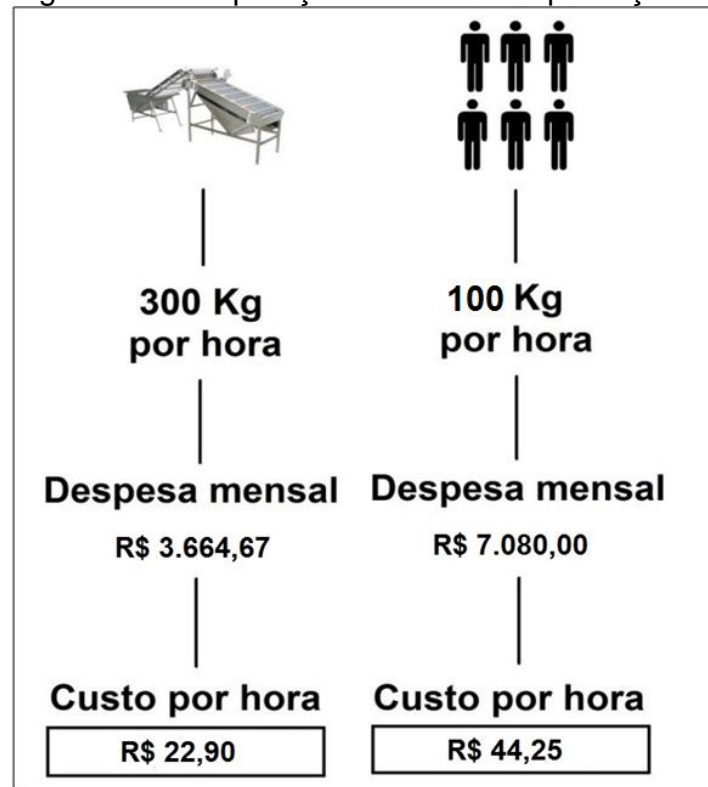 300 Kg
por hora
Despesa mensal
R$ 3.664,67
Custo por hora
R$ 22,90
100 Kg
por hora
Despesa mensal
R$ 7.080,00
Custo por hora
R$ 44,25